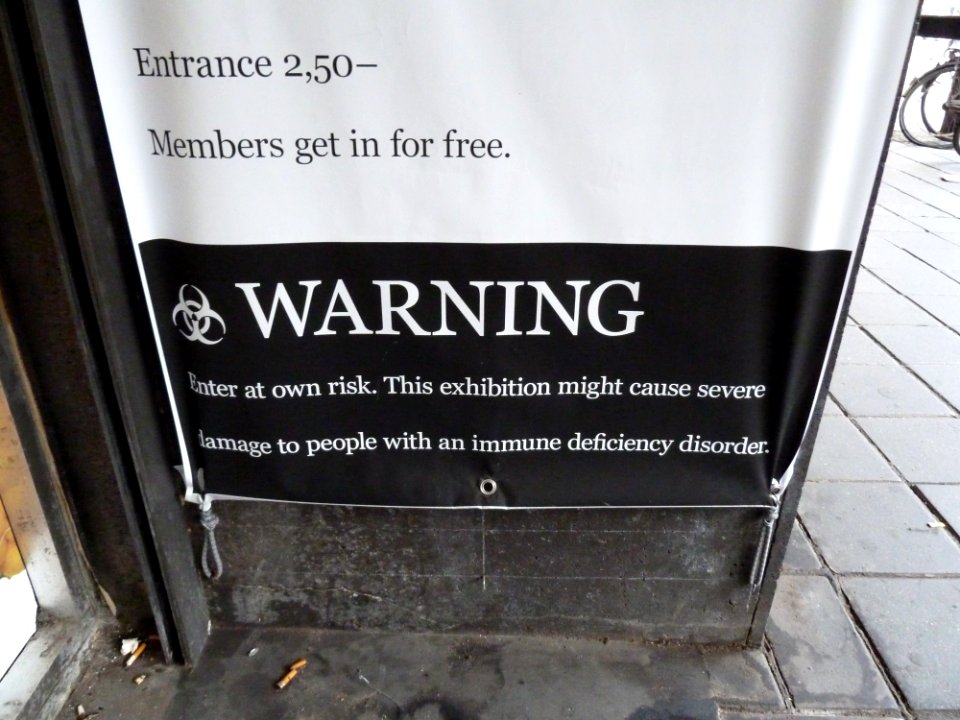 Entrance 2,50–
Members get in for free.
WARNING
Enter at own risk. This exhibition might cause severe
damage to people with an immune deficiency disorder.